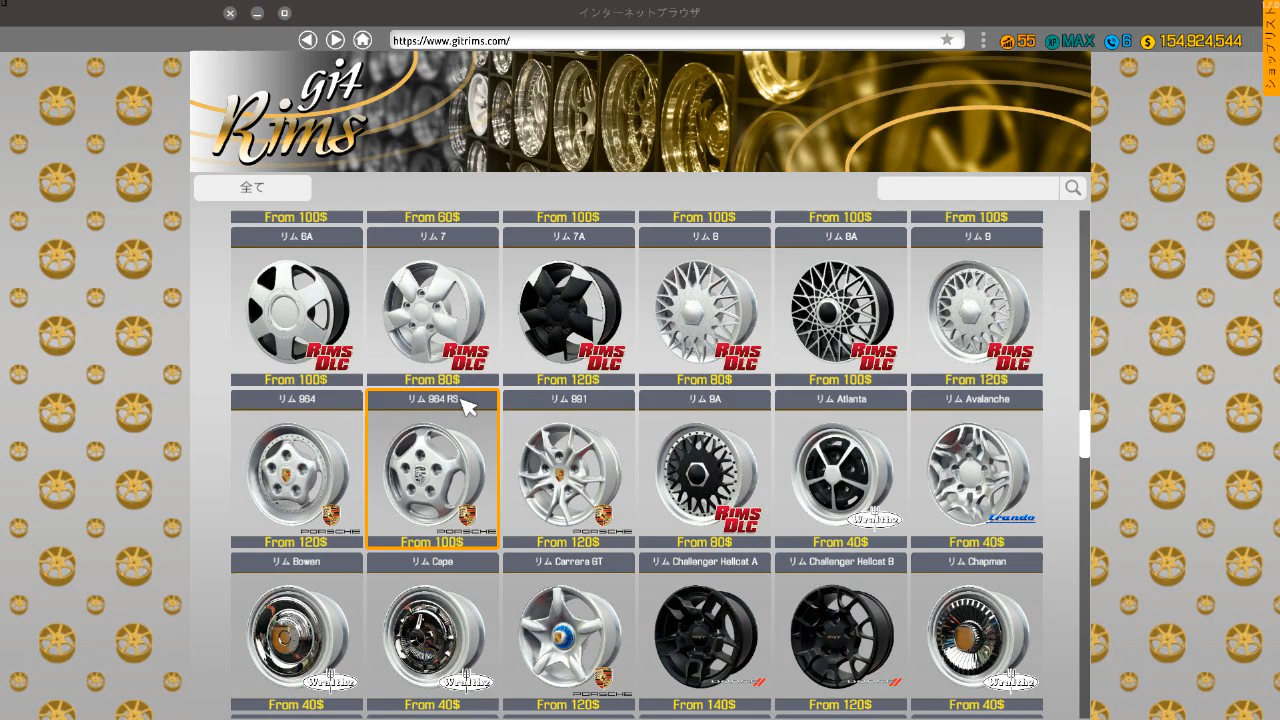 インターネットブラウザ
1.7.0
https://www.gitrims.com/
55
XP MAX
6
$ 154,924,544
ショップリスト
git
Rims
全て
From 100$ From 60$ From 100$ From 100$ From 100$ From 100$
リム 6A リム 7 リム 7A リム 8 リム 8A リム 9
RIMS DLC RIMS DLC RIMS DLC RIMS DLC RIMS DLC RIMS DLC
From 100$ From 80$ From 120$ From 80$ From 100$ From 120$
リム 964 リム 964 RS リム 991 リム 9A リム Atlanta リム Avalanche
PORSCHE PORSCHE PORSCHE RIMS DLC
From 120$ From 100$ From 120$ From 80$ From 40$ From 40$
リム Bowen リム Cape リム Carrera GT リム Challenger Hellcat A リム Challenger Hellcat B リム Chapman
PORSCHE DODGE DODGE
From 40$ From 40$ From 120$ From 140$ From 120$ From 40$